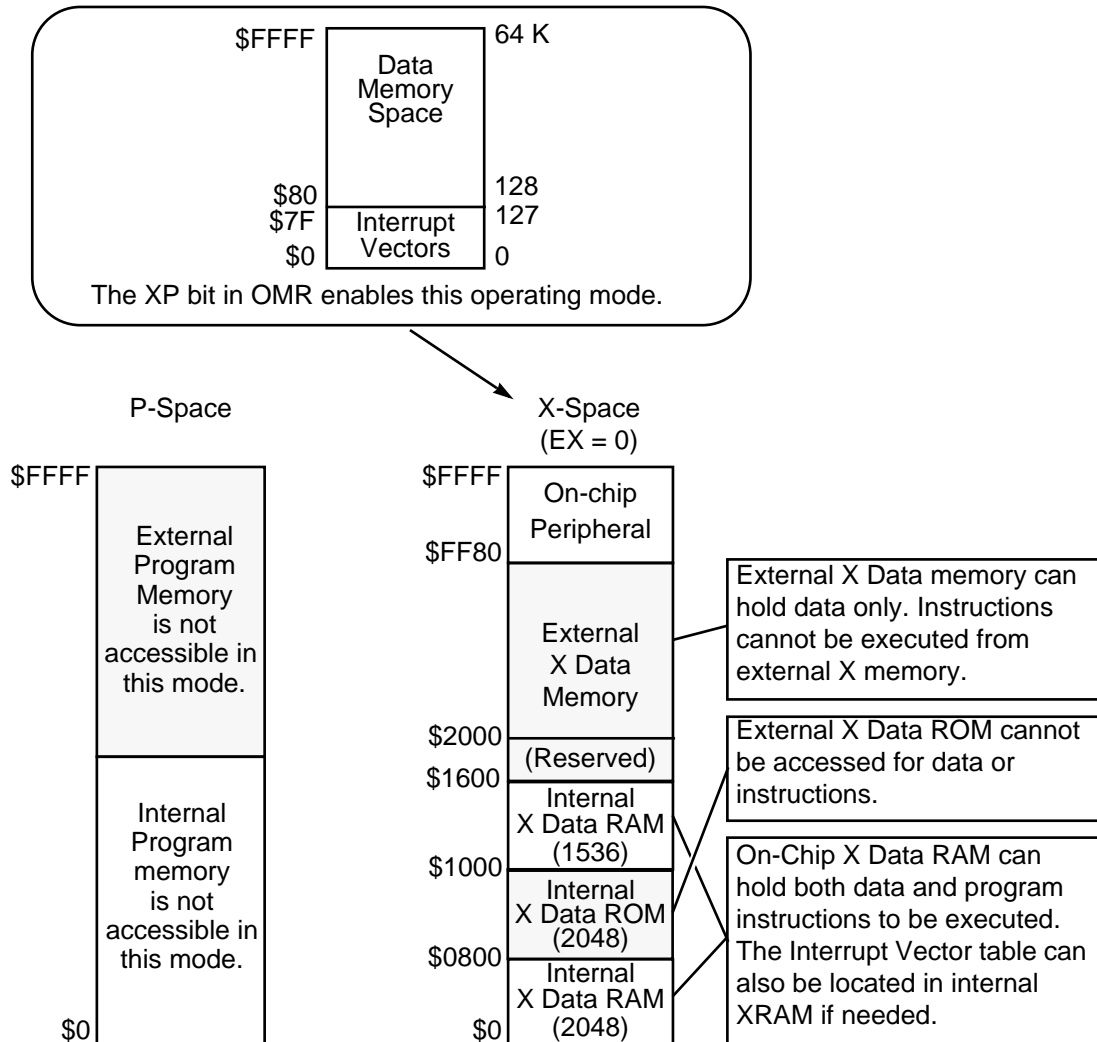 $FFFF
64 K
Data
Memory
Space
$80
128
$7F
127
Interrupt
Vectors
$0
0
The XP bit in OMR enables this operating mode.
P-Space
X-Space
(EX = 0)
$FFFF
External
Program
Memory
is not
accessible in
this mode.
Internal
Program
memory
is not
accessible in
this mode.
$0
$FFFF
On-chip
Peripheral
$FF80
External
X Data
Memory
$2000
(Reserved)
$1600
Internal
X Data RAM
(1536)
$1000
Internal
X Data ROM
(2048)
$0800
Internal
X Data RAM
(2048)
$0
External X Data memory can
hold data only. Instructions
cannot be executed from
external X memory.
External X Data ROM cannot
be accessed for data or
instructions.
On-Chip X Data RAM can
hold both data and program
instructions to be executed.
The Interrupt Vector table can
also be located in internal
XRAM if needed.